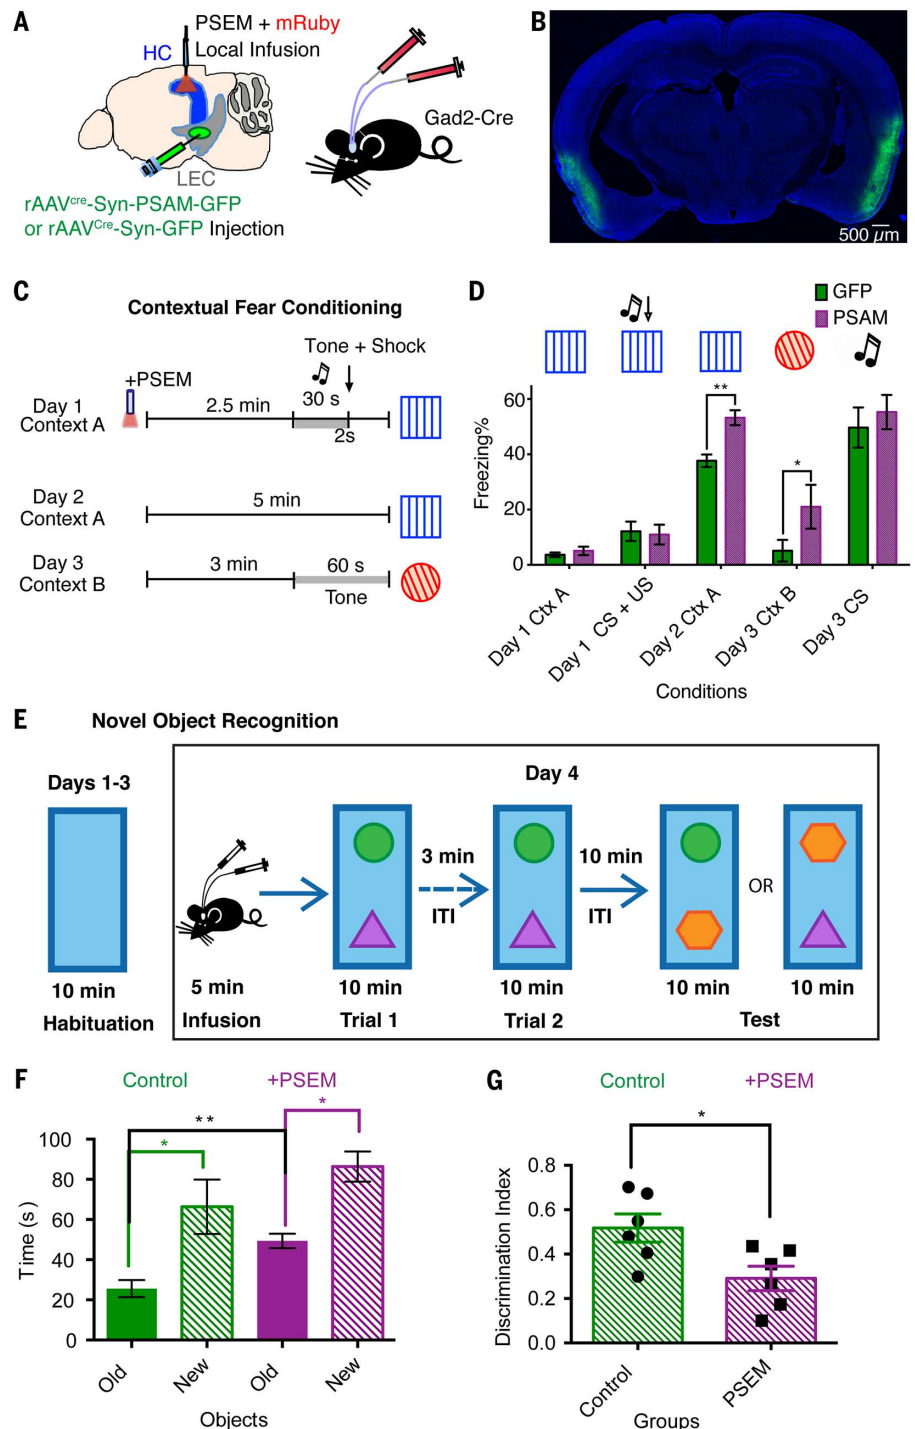 A
PSEM + mRuby
Local Infusion
HC
Gad2-Cre
LEC
rAAVcre-Syn-PSAM-GFP
or rAAVCre-Syn-GFP Injection
B
500 µm
C
Contextual Fear Conditioning
Tone + Shock
+PSEM
Day 1
Context A
2.5 min
30 s
2s
Day 2
Context A
5 min
Day 3
Context B
3 min
60 s
Tone
D
GFP
PSAM
Freezing%
60
40
20
0
**
*
Day 1 Ctx A
Day 1 CS + US
Day 2 Ctx A
Day 3 Ctx B
Day 3 CS
Conditions
E
Novel Object Recognition
Days 1-3
10 min
Habituation
Day 4
5 min
Infusion
10 min
Trial 1
3 min
ITI
10 min
Trial 2
10 min
ITI
OR
10 min
10 min
Test
F
Control
+PSEM
Time (s)
100
80
60
40
20
0
*
**
*
Old
New
Old
New
Objects
G
Control
+PSEM
*
Discrimination Index
0.8
0.6
0.4
0.2
0.0
Control
PSEM
Groups